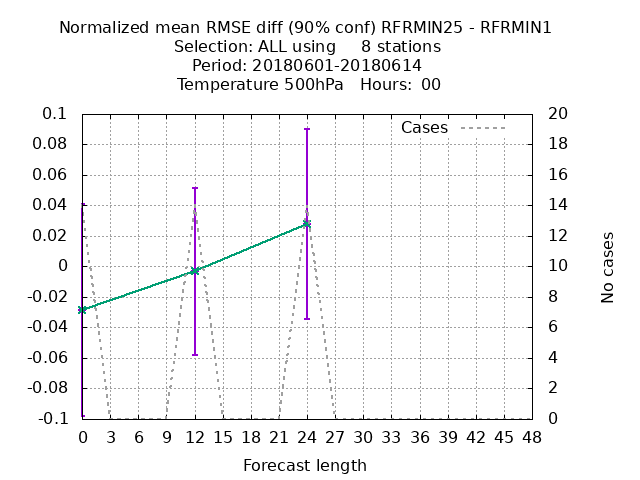 Normalized mean RMSE diff (90% conf) RFRMIN25 - RFRMIN1
Selection: ALL using     8 stations
Period: 20180601-20180614
Temperature 500hPa   Hours:  00
Cases
0.1
0.08
0.06
0.04
0.02
0
-0.02
-0.04
-0.06
-0.08
-0.1
20
18
16
14
12
10
8
6
4
2
0
No cases
0 3 6 9 12 15 18 21 24 27 30 33 36 39 42 45 48
Forecast length